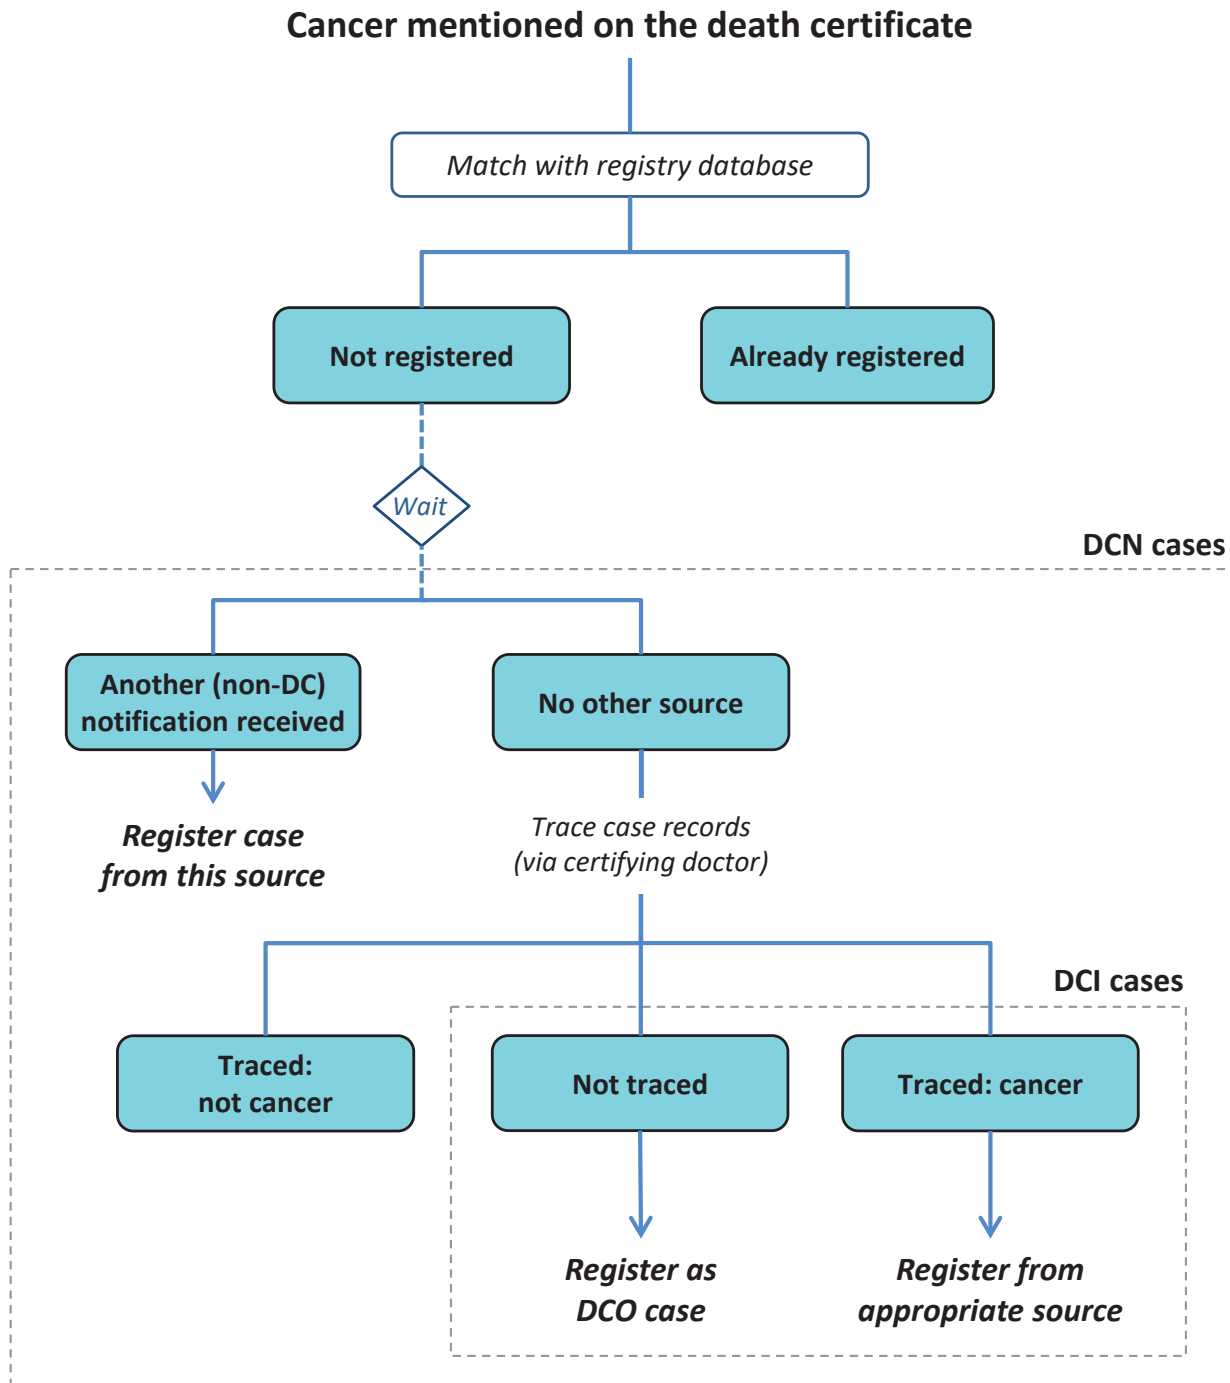 Cancer mentioned on the death certificate
Match with registry database
Not registered
Already registered
Wait
DCN cases
Another (non-DC)
notification received
No other source
Register case
from this source
Trace case records
(via certifying doctor)
DCI cases
Traced:
not cancer
Not traced
Traced: cancer
Register as
DCO case
Register from
appropriate source